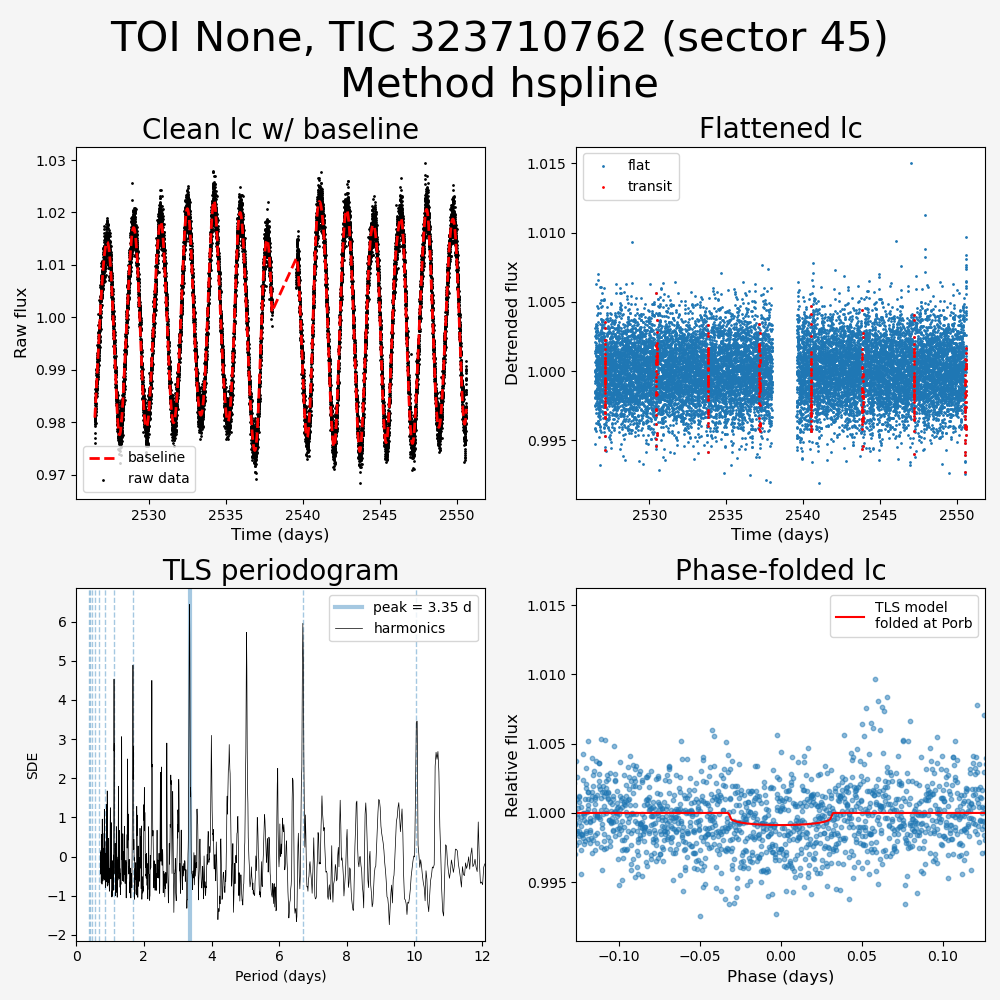 TOI None, TIC 323710762 (sector 45)
Method hspline
Clean lc w/ baseline
Raw flux
1.03
1.02
1.01
1.00
0.99
0.98
0.97
baseline
raw data
2530
2535
2540
2545
2550
Time (days)
Flattened lc
Detrended flux
1.015
1.010
1.005
1.000
0.995
flat
transit
2530
2535
2540
2545
2550
Time (days)
TLS periodogram
SDE
6
5
4
3
2
1
0
−1
−2
peak = 3.35 d
harmonics
0
2
4
6
8
10
12
Period (days)
Phase-folded lc
Relative flux
1.015
1.010
1.005
1.000
0.995
TLS model
folded at Porb
−0.10
−0.05
0.00
0.05
0.10
Phase (days)